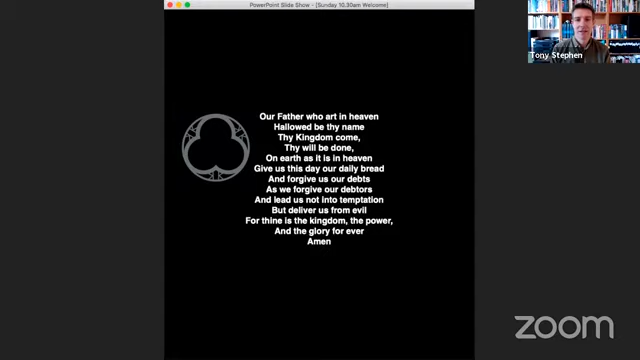 PowerPoint Slide Show - [Sunday 10.30am Welcome]
Tony Stephen
Our Father who art in heaven
Hallowed be thy name
Thy Kingdom come,
Thy will be done,
On earth as it is in heaven
Give us this day our daily bread
And forgive us our debts
As we forgive our debtors
And lead us not into temptation
But deliver us from evil
For thine is the kingdom, the power,
And the glory for ever
Amen
zoom